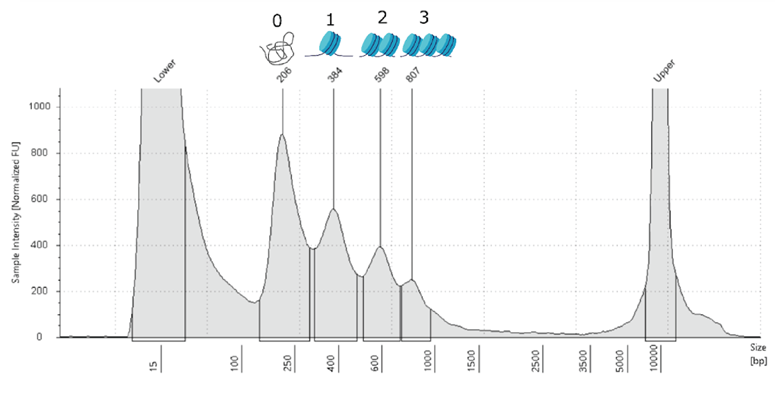 0 1 2 3
Lower 206 384 598 807 Upper
Sample Intensity [Normalized FU]
1000
800
600
400
200
0
15 100 250 400 600 1000 1500 2500 3500 5000 10000
Size
[bp]